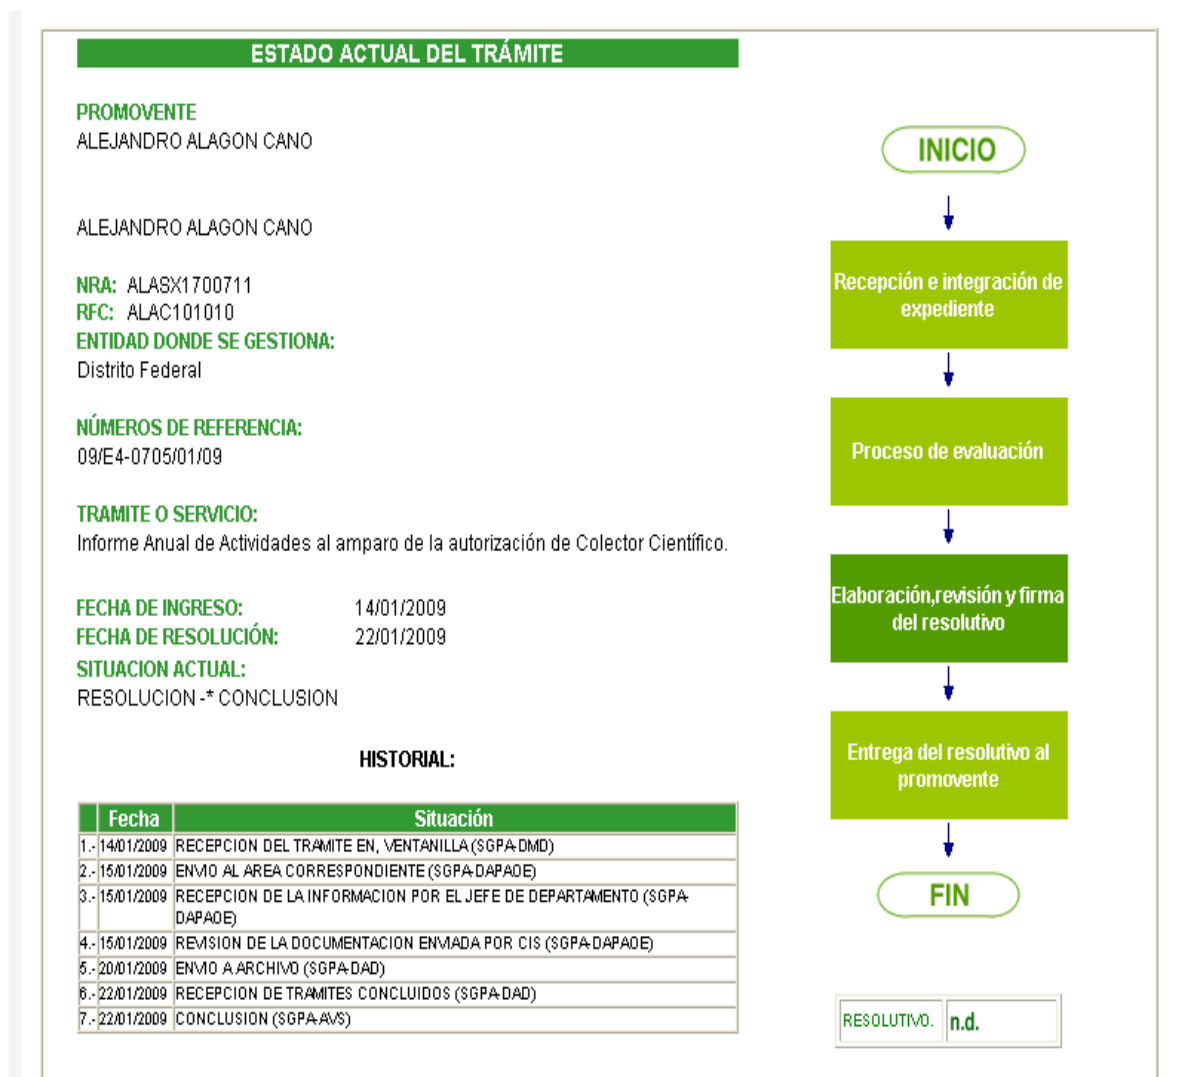 ESTADO ACTUAL DEL TRÁMITE
PROMOVENTE
ALEJANDRO ALAGON CANO
ALEJANDRO ALAGON CANO
NRA: ALASX1700711
RFC: ALAC101010
ENTIDAD DONDE SE GESTIONA:
Distrito Federal
NÚMEROS DE REFERENCIA:
09/E4-0705/01/09
TRAMITE O SERVICIO:
Informe Anual de Actividades al amparo de la autorización de Colector Científico.
FECHA DE INGRESO: 14/01/2009
FECHA DE RESOLUCIÓN: 22/01/2009
SITUACION ACTUAL:
RESOLUCION -* CONCLUSION
HISTORIAL:
Fecha Situación
1.- 14/01/2009 RECEPCION DEL TRAMITE EN, VENTANILLA (SGPA-DMD)
2.- 15/01/2009 ENVIO AL AREA CORRESPONDIENTE (SGPA-DAPAOE)
3.- 15/01/2009 RECEPCION DE LA INFORMACION POR EL JEFE DE DEPARTAMENTO (SGPA-
DAPAOE)
4.- 15/01/2009 REVISION DE LA DOCUMENTACION ENVIADA POR CIS (SGPA-DAPAOE)
5.- 20/01/2009 ENVIO A ARCHIVO (SGPA-DAD)
6.- 22/01/2009 RECEPCION DE TRAMITES CONCLUIDOS (SGPA-DAD)
7.- 22/01/2009 CONCLUSION (SGPA-AVS)
INICIO
Recepción e integración de
expediente
Proceso de evaluación
Elaboración,revisión y firma
del resolutivo
Entrega del resolutivo al
promovente
FIN
RESOLUTIVO. n.d.